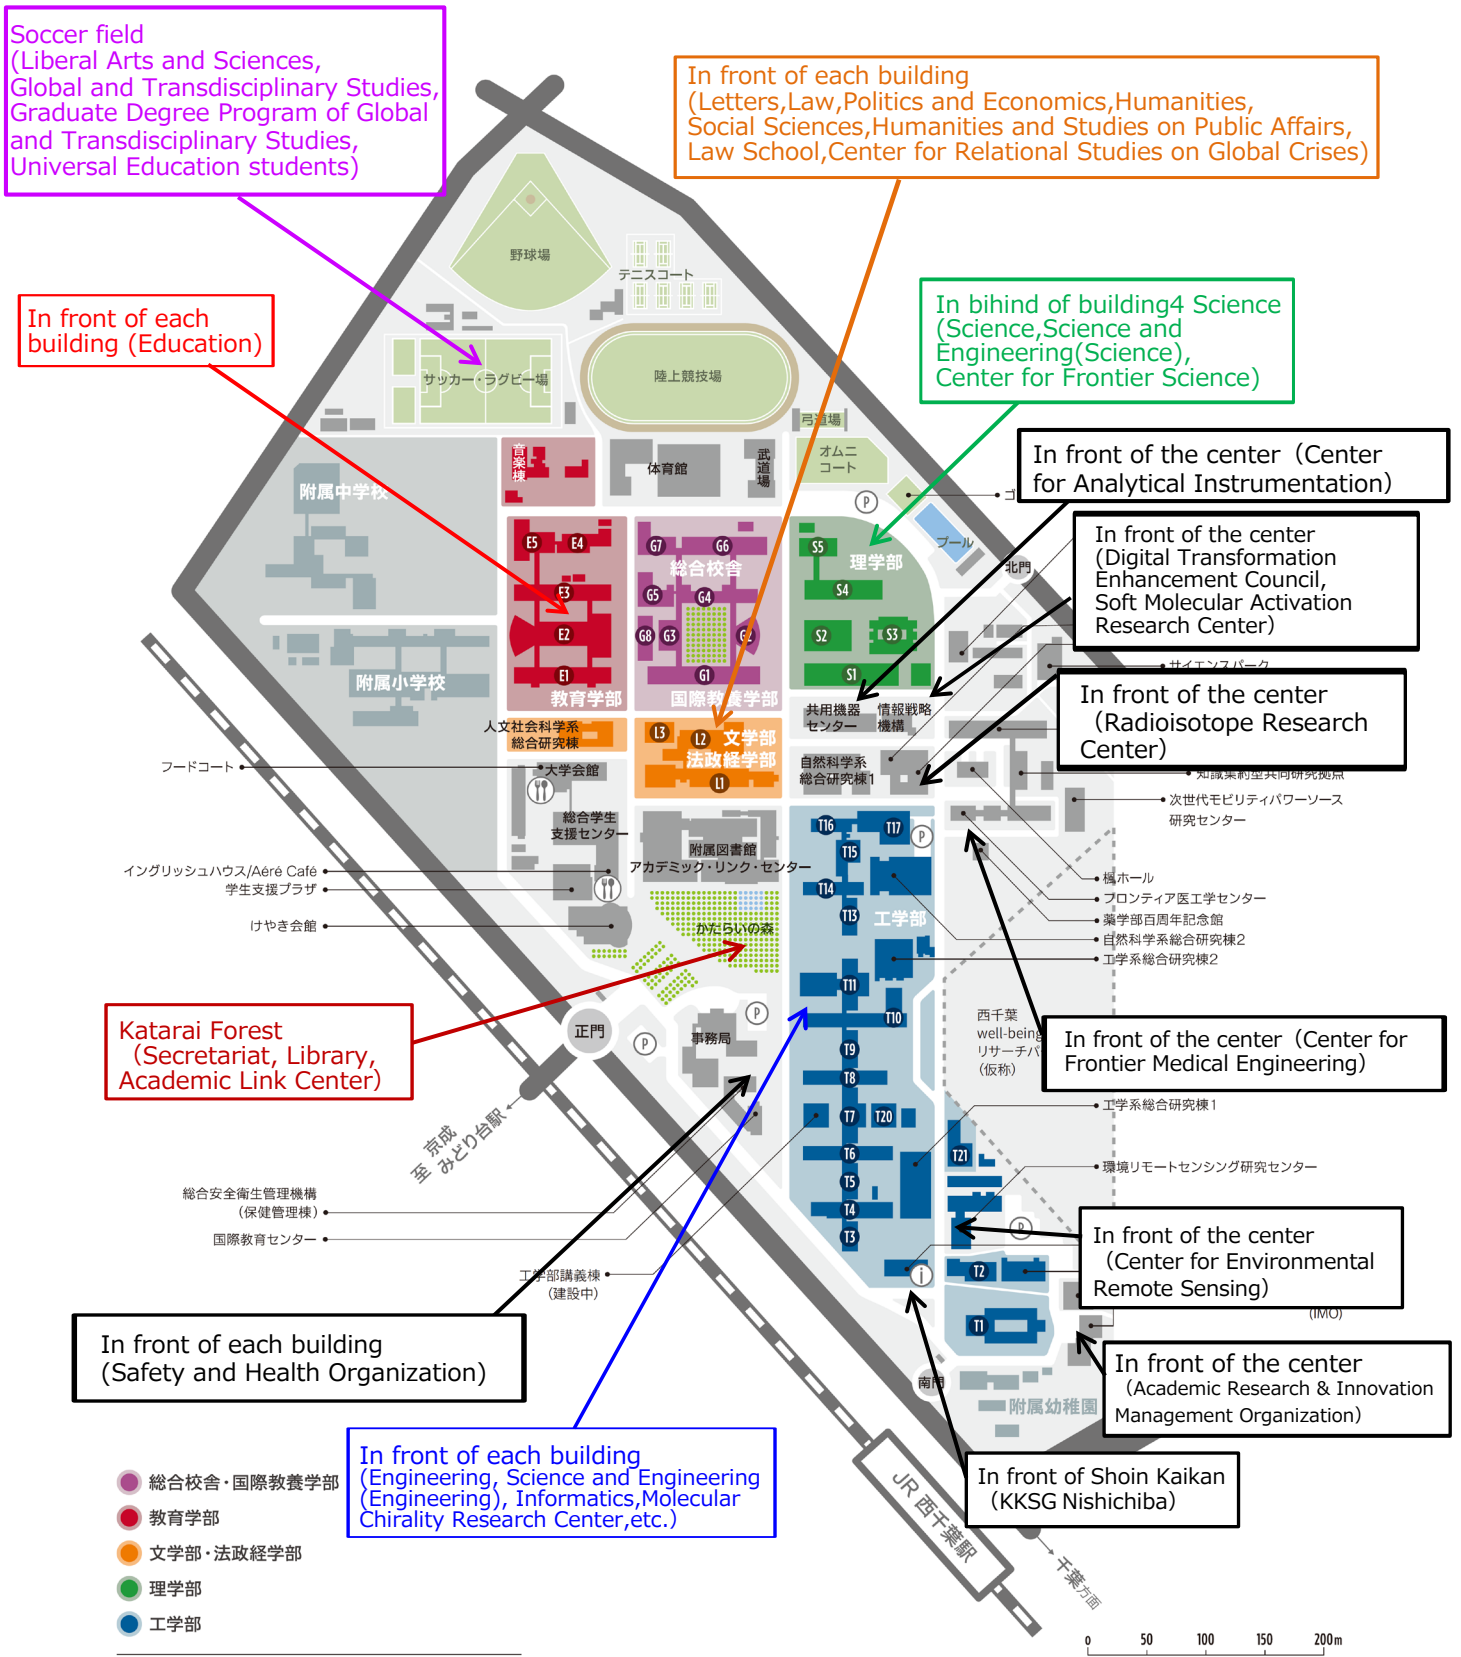 Soccer field
(Liberal Arts and Sciences,
Global and Transdisciplinary Studies,
Graduate Degree Program of Global
and Transdisciplinary Studies,
Universal Education students)
In front of each building
(Letters,Law,Politics and Economics,Humanities,
Social Sciences,Humanities and Studies on Public Affairs,
Law School,Center for Relational Studies on Global Crises)
野球場
テニスコート
In front of each
building (Education)
In bihind of building4 Science
(Science,Science and
Engineering(Science),
Center for Frontier Science)
サッカー・ラグビー場
陸上競技場
弓道場
オムニ
コート
音楽棟
体育館
武道場
In front of the center（Center
for Analytical Instrumentation）
附属中学校
P
ゴ
プール
北門
In front of the center
(Digital Transformation
Enhancement Council,
Soft Molecular Activation
Research Center)
E5
E4
E3
E2
E1
教育学部
G7
G6
総合校舎
G5
G4
G8
G3
G2
G1
国際教養学部
S5
理学部
S4
S2
S3
S1
附属小学校
サイエンスパーク
In front of the center
（Radioisotope Research
Center）
共用機器
センター
情報戦略
機構
人文社会科学系
総合研究棟
L3
L2
文学部
法政経学部
L1
自然科学系
総合研究棟1
フードコート
大学会館
知識集約型共同研究拠点
次世代モビリティパワーソース
研究センター
総合学生
支援センター
附属図書館
アカデミック・リンク・センター
T16
T17
P
T15
T14
T13
工学部
イングリッシュハウス/Aéré Café
学生支援プラザ
けやき会館
かたらいの森
楓ホール
フロンティア医工学センター
薬学部百周年記念館
自然科学系総合研究棟2
工学系総合研究棟2
Katarai Forest
（Secretariat, Library,
Academic Link Center）
正門
P
P
事務局
T11
T10
T9
T8
T7
T20
T6
T5
T4
T3
西千葉
well-being
リサーチパ
(仮称)
In front of the center（Center for
Frontier Medical Engineering）
工学系総合研究棟1
T21
環境リモートセンシング研究センター
至 京成
みどり台駅
総合安全衛生管理機構
(保健管理棟)
国際教育センター
工学部講義棟
(建設中)
P
In front of the center
（Center for Environmental
Remote Sensing）
i
T2
T1
(IMO)
In front of each building
(Safety and Health Organization)
In front of the center
（Academic Research & Innovation
Management Organization）
南門
附属幼稚園
In front of each building
(Engineering, Science and Engineering
(Engineering), Informatics,Molecular
Chirality Research Center,etc.）
In front of Shoin Kaikan
（KKSG Nishichiba）
JR 西千葉駅
千葉方面
総合校舎・国際教養学部
教育学部
文学部・法政経学部
理学部
工学部
0 50 100 150 200m